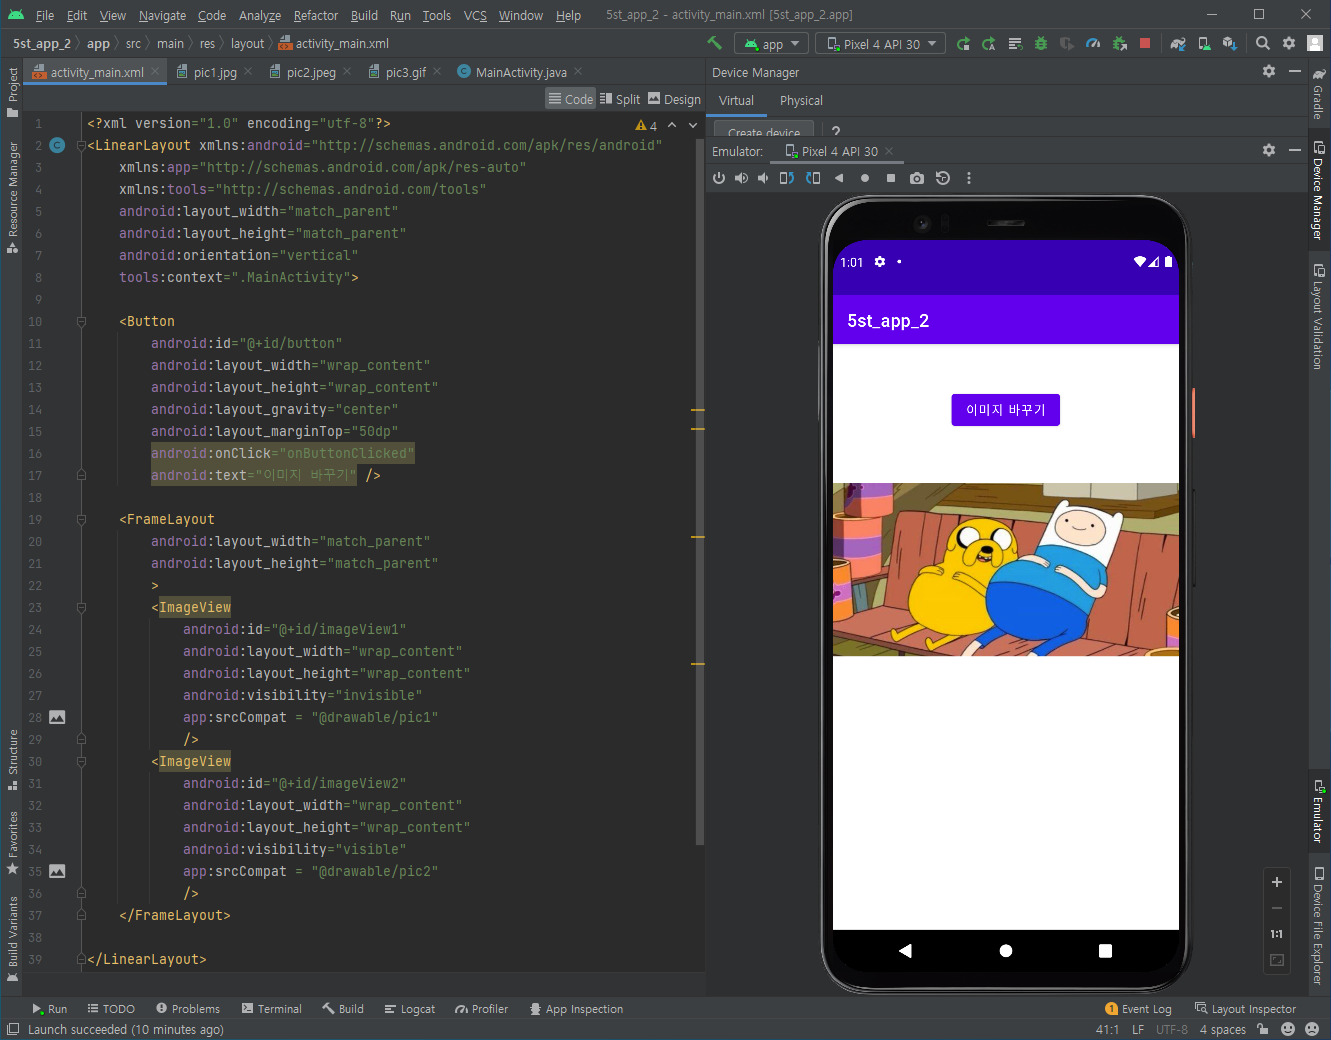 File Edit View Navigate Code Analyze Refactor Build Run Tools VCS Window Help 5st_app_2 - activity_main.xml [5st_app_2.app]
5st_app_2 app src main res layout activity_main.xml app Pixel 4 API 30
activity_main.xml pic1.jpg pic2.jpeg pic3.gif MainActivity.java
Code Split Design
4
1 <?xml version="1.0" encoding="utf-8"?>
2 <LinearLayout xmlns:android="http://schemas.android.com/apk/res/android"
3 xmlns:app="http://schemas.android.com/apk/res-auto"
4 xmlns:tools="http://schemas.android.com/tools"
5 android:layout_width="match_parent"
6 android:layout_height="match_parent"
7 android:orientation="vertical"
8 tools:context=".MainActivity">
9
10 <Button
11 android:id="@+id/button"
12 android:layout_width="wrap_content"
13 android:layout_height="wrap_content"
14 android:layout_gravity="center"
15 android:layout_marginTop="50dp"
16 android:onClick="onButtonClicked"
17 android:text="이미지 바꾸기" />
18
19 <FrameLayout
20 android:layout_width="match_parent"
21 android:layout_height="match_parent"
22 >
23 <ImageView
24 android:id="@+id/imageView1"
25 android:layout_width="wrap_content"
26 android:layout_height="wrap_content"
27 android:visibility="invisible"
28 app:srcCompat = "@drawable/pic1"
29 />
30 <ImageView
31 android:id="@+id/imageView2"
32 android:layout_width="wrap_content"
33 android:layout_height="wrap_content"
34 android:visibility="visible"
35 app:srcCompat = "@drawable/pic2"
36 />
37 </FrameLayout>
38
39 </LinearLayout>
Project
Resource Manager
Structure
Favorites
Build Variants
Device Manager
Virtual Physical
Create device ?
Emulator: Pixel 4 API 30
1:01
5st_app_2
이미지 바꾸기
1:1
Gradle
Device Manager
Layout Validation
Emulator
Device File Explorer
Run TODO Problems Terminal Build Logcat Profiler App Inspection 1 Event Log Layout Inspector
Launch succeeded (10 minutes ago) 41:1 LF UTF-8 4 spaces